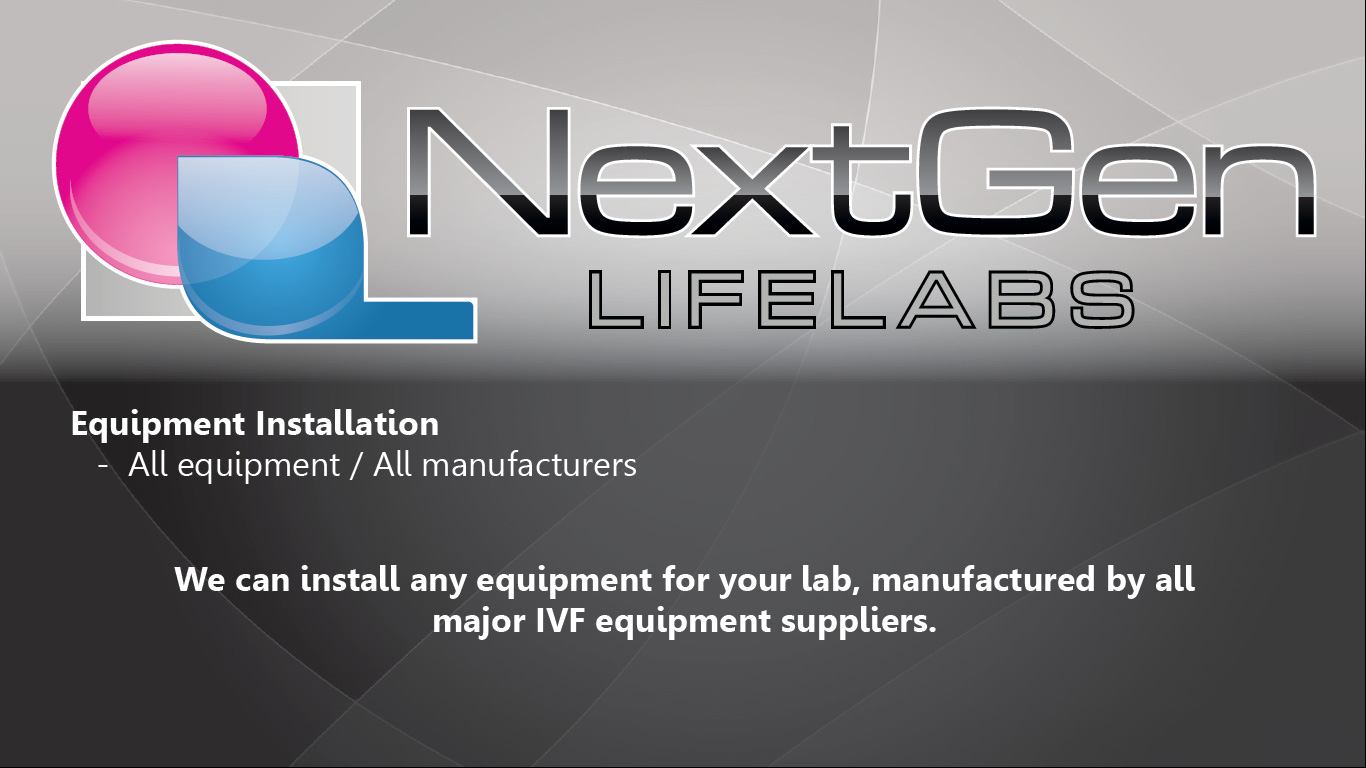 NextGen
LIFELABS
Equipment Installation
- All equipment / All manufacturers
We can install any equipment for your lab, manufactured by all
major IVF equipment suppliers.